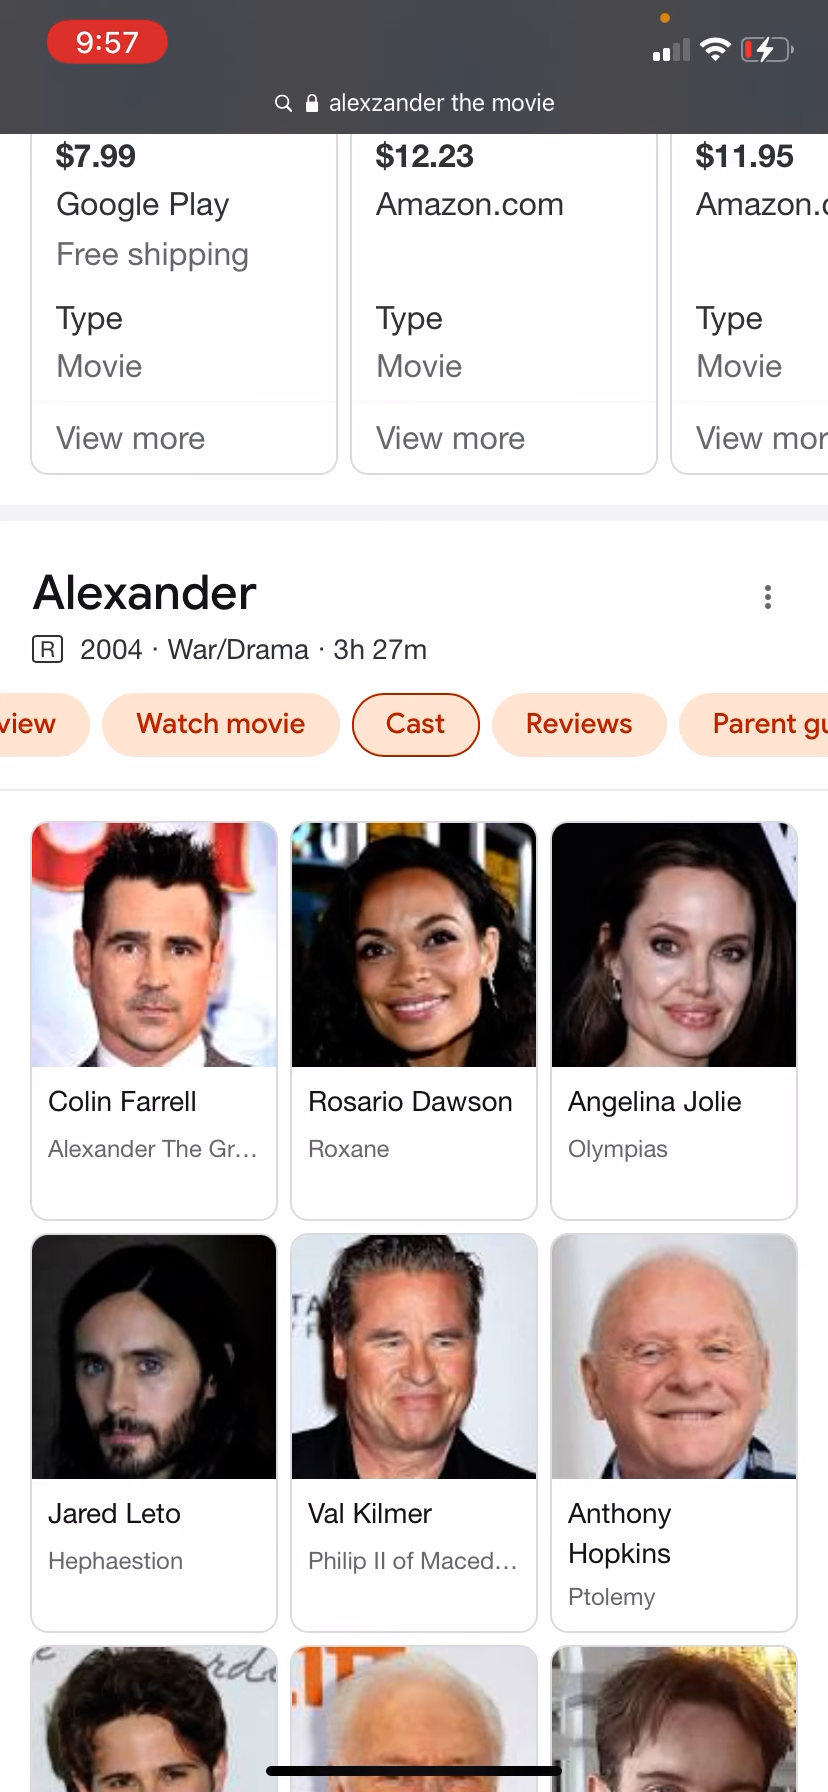 9:57
alexzander the movie
$7.99
Google Play
Free shipping
Type
Movie
View more
$12.23
Amazon.com
Type
Movie
View more
$11.95
Amazon.c
Type
Movie
View mor
Alexander
R 2004 · War/Drama · 3h 27m
view
Watch movie
Cast
Reviews
Parent gu
Colin Farrell
Alexander The Gr...
Rosario Dawson
Roxane
Angelina Jolie
Olympias
Jared Leto
Hephaestion
Val Kilmer
Philip II of Maced...
Anthony
Hopkins
Ptolemy